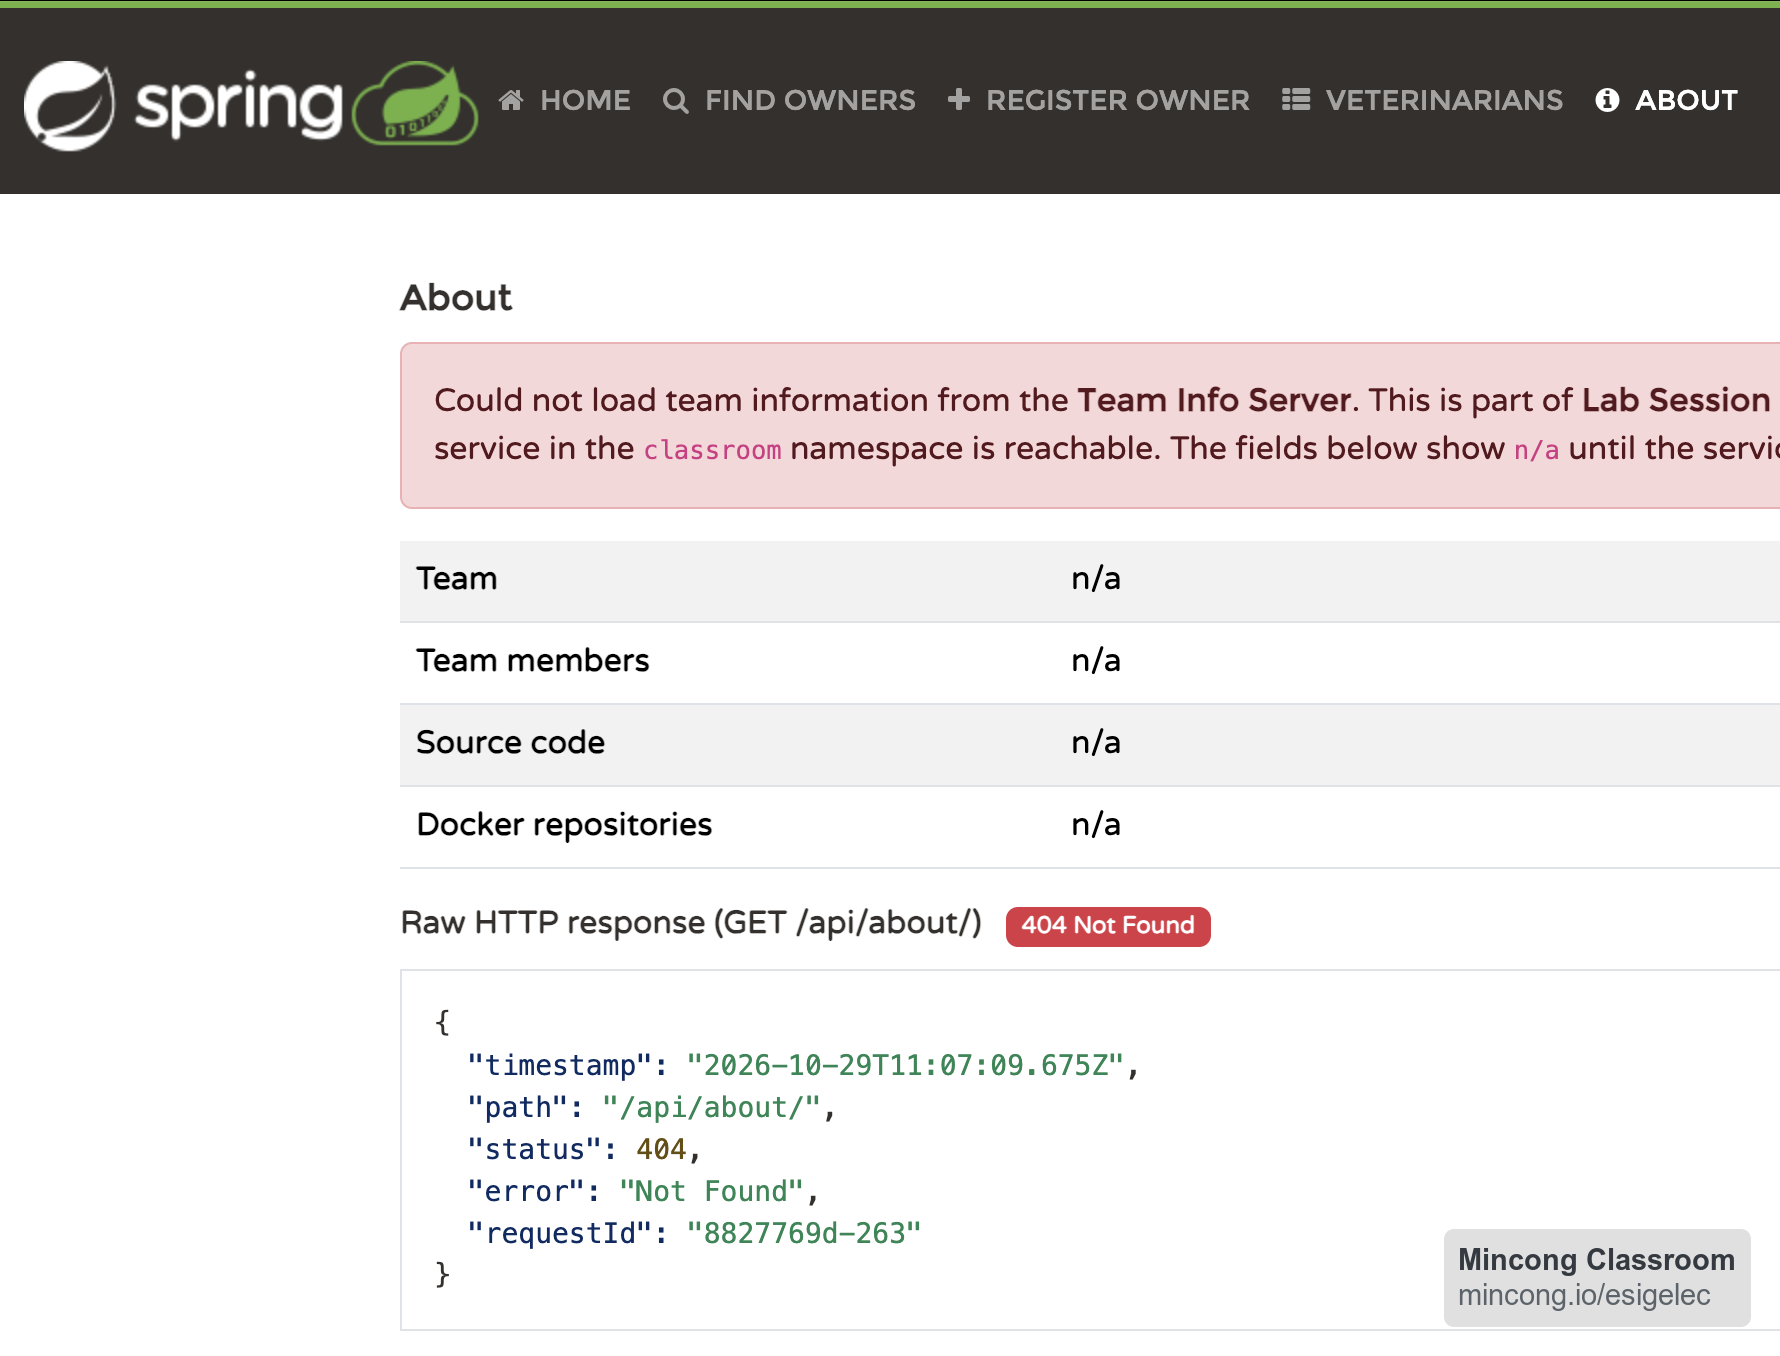 spring
HOME
FIND OWNERS
REGISTER OWNER
VETERINARIANS
ABOUT
About
Could not load team information from the Team Info Server. This is part of Lab Session
service in the classroom namespace is reachable. The fields below show n/a until the servic
Team n/a
Team members n/a
Source code n/a
Docker repositories n/a
Raw HTTP response (GET /api/about/) 404 Not Found
{
"timestamp": "2026-10-29T11:07:09.675Z",
"path": "/api/about/",
"status": 404,
"error": "Not Found",
"requestId": "8827769d-263"
}
Mincong Classroom
mincong.io/esigelec